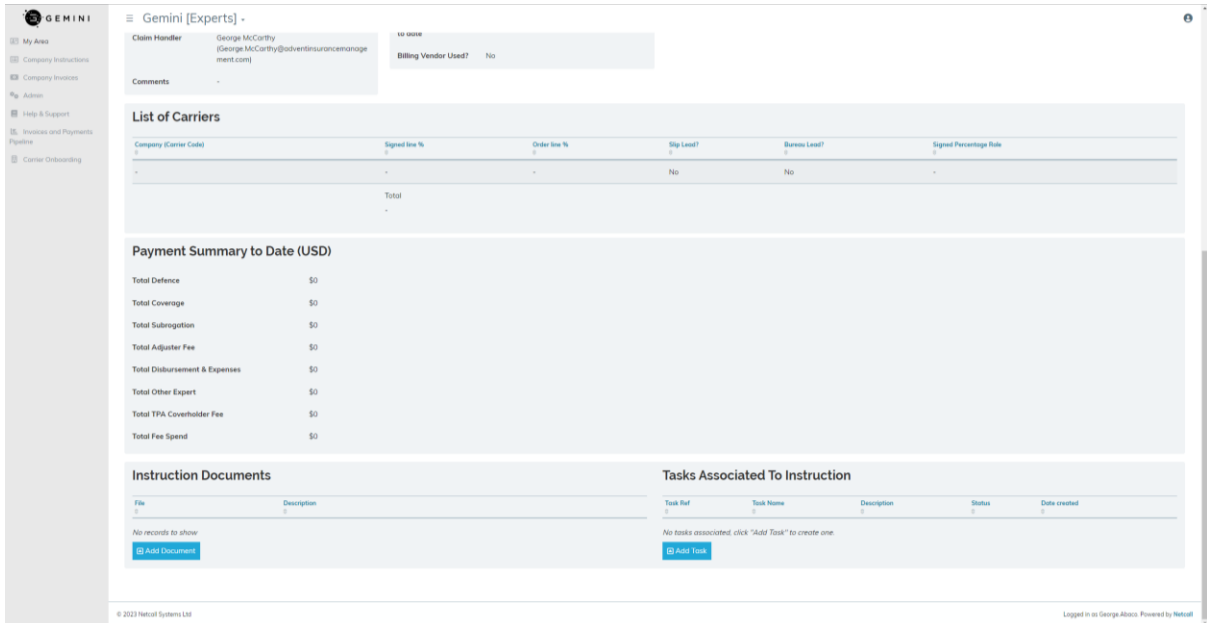 GEMINI
Gemini [Experts]
My Area
Company Instructions
Company Invoices
Admin
Help & Support
Invoices and Payments
Pipeline
Carrier Onboarding
Claim Handler
George McCarthy
(George.McCarthy@adventinsurancemanage
ment.com)
Comments -
to date
Billing Vendor Used? No
List of Carriers
Company (Carrier Code) Signed line % Order line % Slip Lead? Bureau Lead? Signed Percentage Role
- - - No No -
Total
-
Payment Summary to Date (USD)
Total Defence $0
Total Coverage $0
Total Subrogation $0
Total Adjuster Fee $0
Total Disbursement & Expenses $0
Total Other Expert $0
Total TPA Coverholder Fee $0
Total Fee Spend $0
Instruction Documents
File Description
No records to show
Add Document
Tasks Associated To Instruction
Task Ref Task Name Description Status Date created
No tasks associated, click "Add Task" to create one
Add Task
© 2023 Netcall Systems Ltd
Logged in as George.Abaco. Powered by Netcall